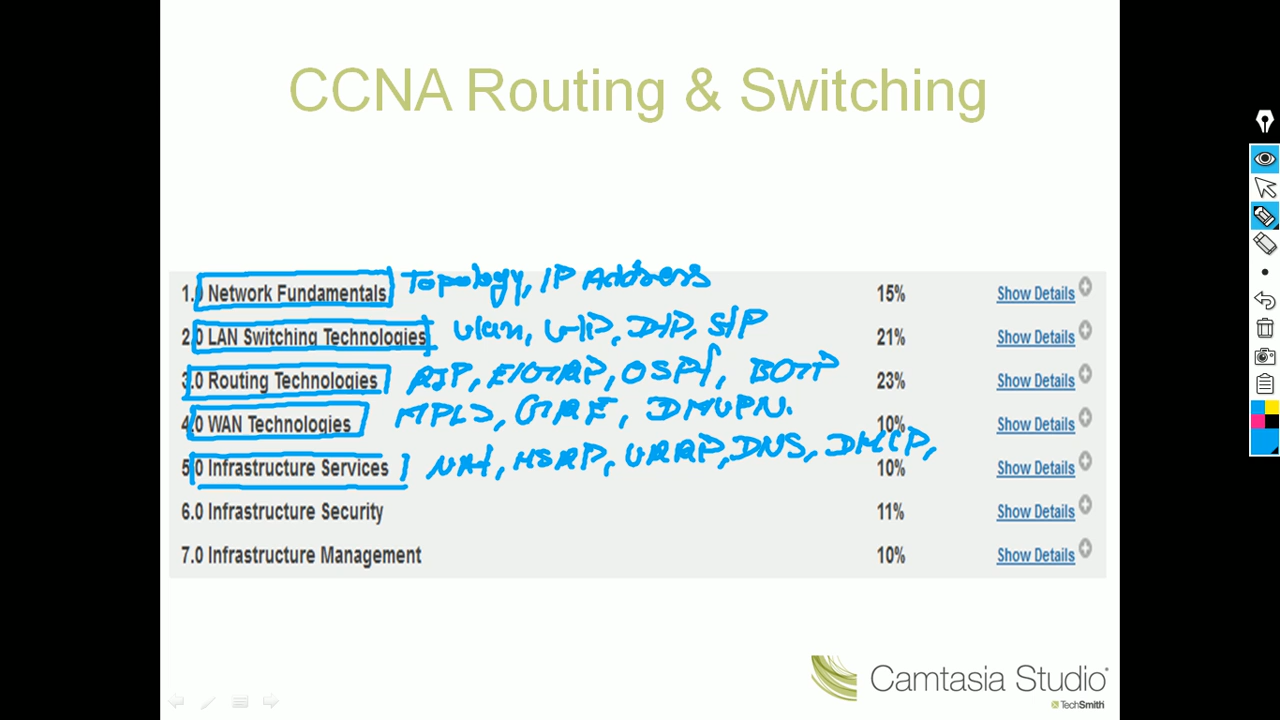 CCNA Routing & Switching
1.0 Network Fundamentals Topology, IP Address 15% Show Details
2.0 LAN Switching Technologies Vlan, VTP, DTP, STP 21% Show Details
3.0 Routing Technologies RIP, EIGRP, OSPF, BGP 23% Show Details
4.0 WAN Technologies MPLS, GRE, DMVPN. 10% Show Details
5.0 Infrastructure Services NAT, HSRP, VRRP, DNS, DHCP, 10% Show Details
6.0 Infrastructure Security 11% Show Details
7.0 Infrastructure Management 10% Show Details
Camtasia Studio
TechSmith